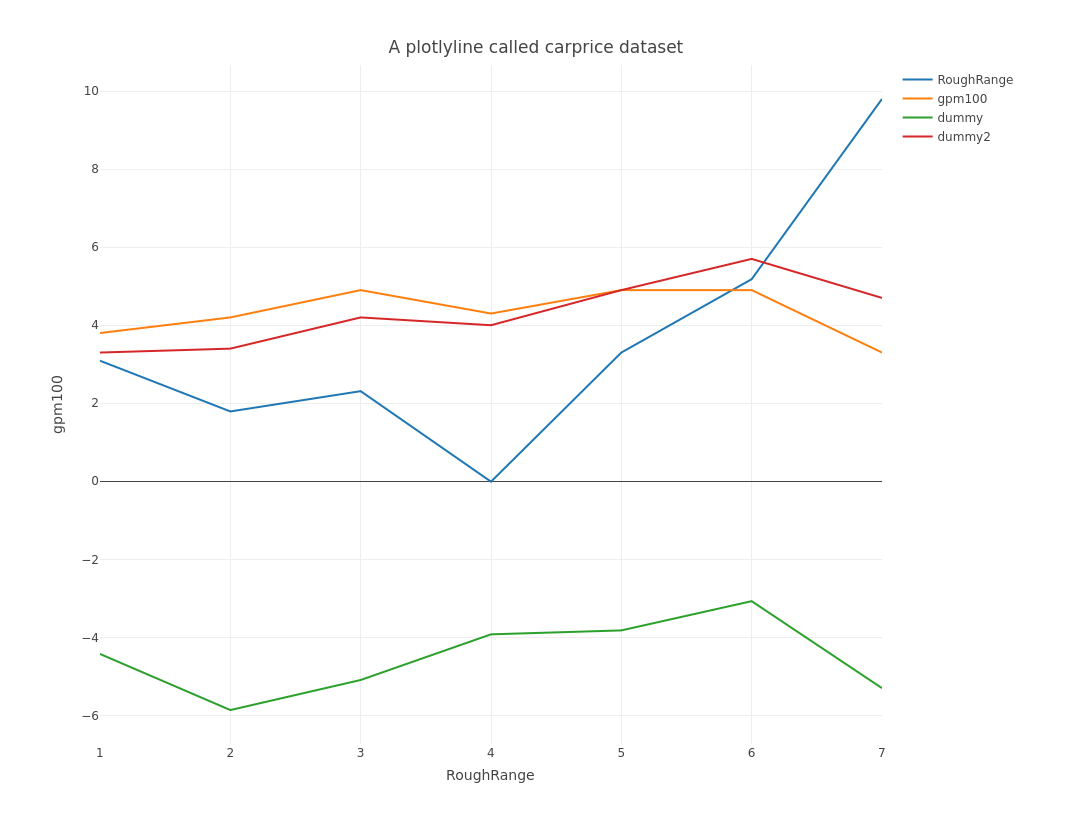 A plotlyline called carprice dataset
RoughRange
gpm100
dummy
dummy2
10
8
6
4
2
0
−2
−4
−6
gpm100
1 2 3 4 5 6 7
RoughRange